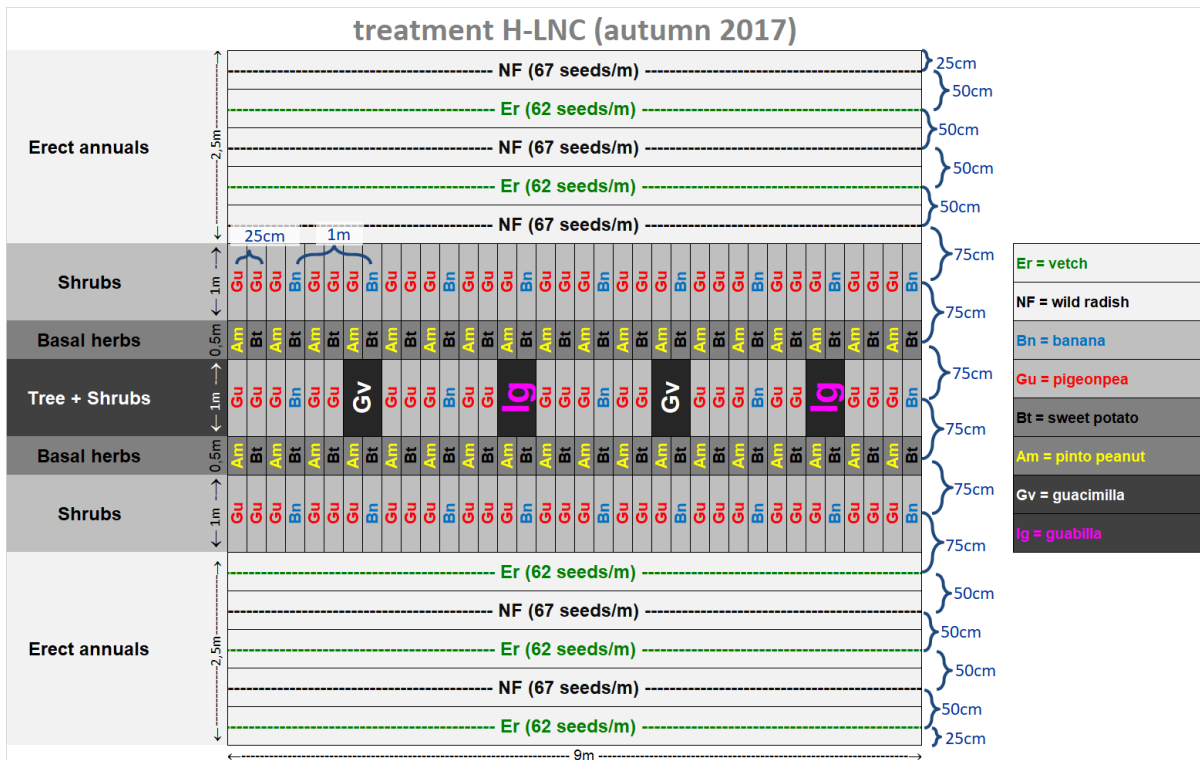 treatment H-LNC (autumn 2017)
25cm
NF (67 seeds/m)
50cm
Er (62 seeds/m)
50cm
Erect annuals
2,5m
NF (67 seeds/m)
50cm
Er (62 seeds/m)
50cm
NF (67 seeds/m)
25cm
1m
75cm
Shrubs
1m
Gu Gu Gu Bn Gu Gu Gu Bn Gu Gu Gu Bn Gu Gu Gu Bn Gu Gu Gu Bn Gu Gu Gu Bn Gu Gu Gu Bn Gu Gu Gu Bn Gu Gu Gu Bn
75cm
Basal herbs
0,5m
Am Bt Am Bt Am Bt Am Bt Am Bt Am Bt Am Bt Am Bt Am Bt Am Bt Am Bt Am Bt Am Bt Am Bt Am Bt Am Bt Am Bt Am Bt
75cm
Tree + Shrubs
1m
Gu Gu Gu Bn Gu Gu Gv Gu Gu Gu Bn Gu Gu Ig Gu Gu Gu Bn Gu Gu Gv Gu Gu Gu Bn Gu Gu Ig Gu Gu Gu Bn
75cm
Basal herbs
0,5m
Am Bt Am Bt Am Bt Am Bt Am Bt Am Bt Am Bt Am Bt Am Bt Am Bt Am Bt Am Bt Am Bt Am Bt Am Bt Am Bt Am Bt Am Bt
75cm
Shrubs
1m
Gu Gu Gu Bn Gu Gu Gu Bn Gu Gu Gu Bn Gu Gu Gu Bn Gu Gu Gu Bn Gu Gu Gu Bn Gu Gu Gu Bn Gu Gu Gu Bn Gu Gu Gu Bn
75cm
Er (62 seeds/m)
50cm
NF (67 seeds/m)
50cm
Erect annuals
2,5m
Er (62 seeds/m)
50cm
NF (67 seeds/m)
50cm
Er (62 seeds/m)
25cm
9m
Er = vetch
NF = wild radish
Bn = banana
Gu = pigeonpea
Bt = sweet potato
Am = pinto peanut
Gv = guacimilla
Ig = guabilla